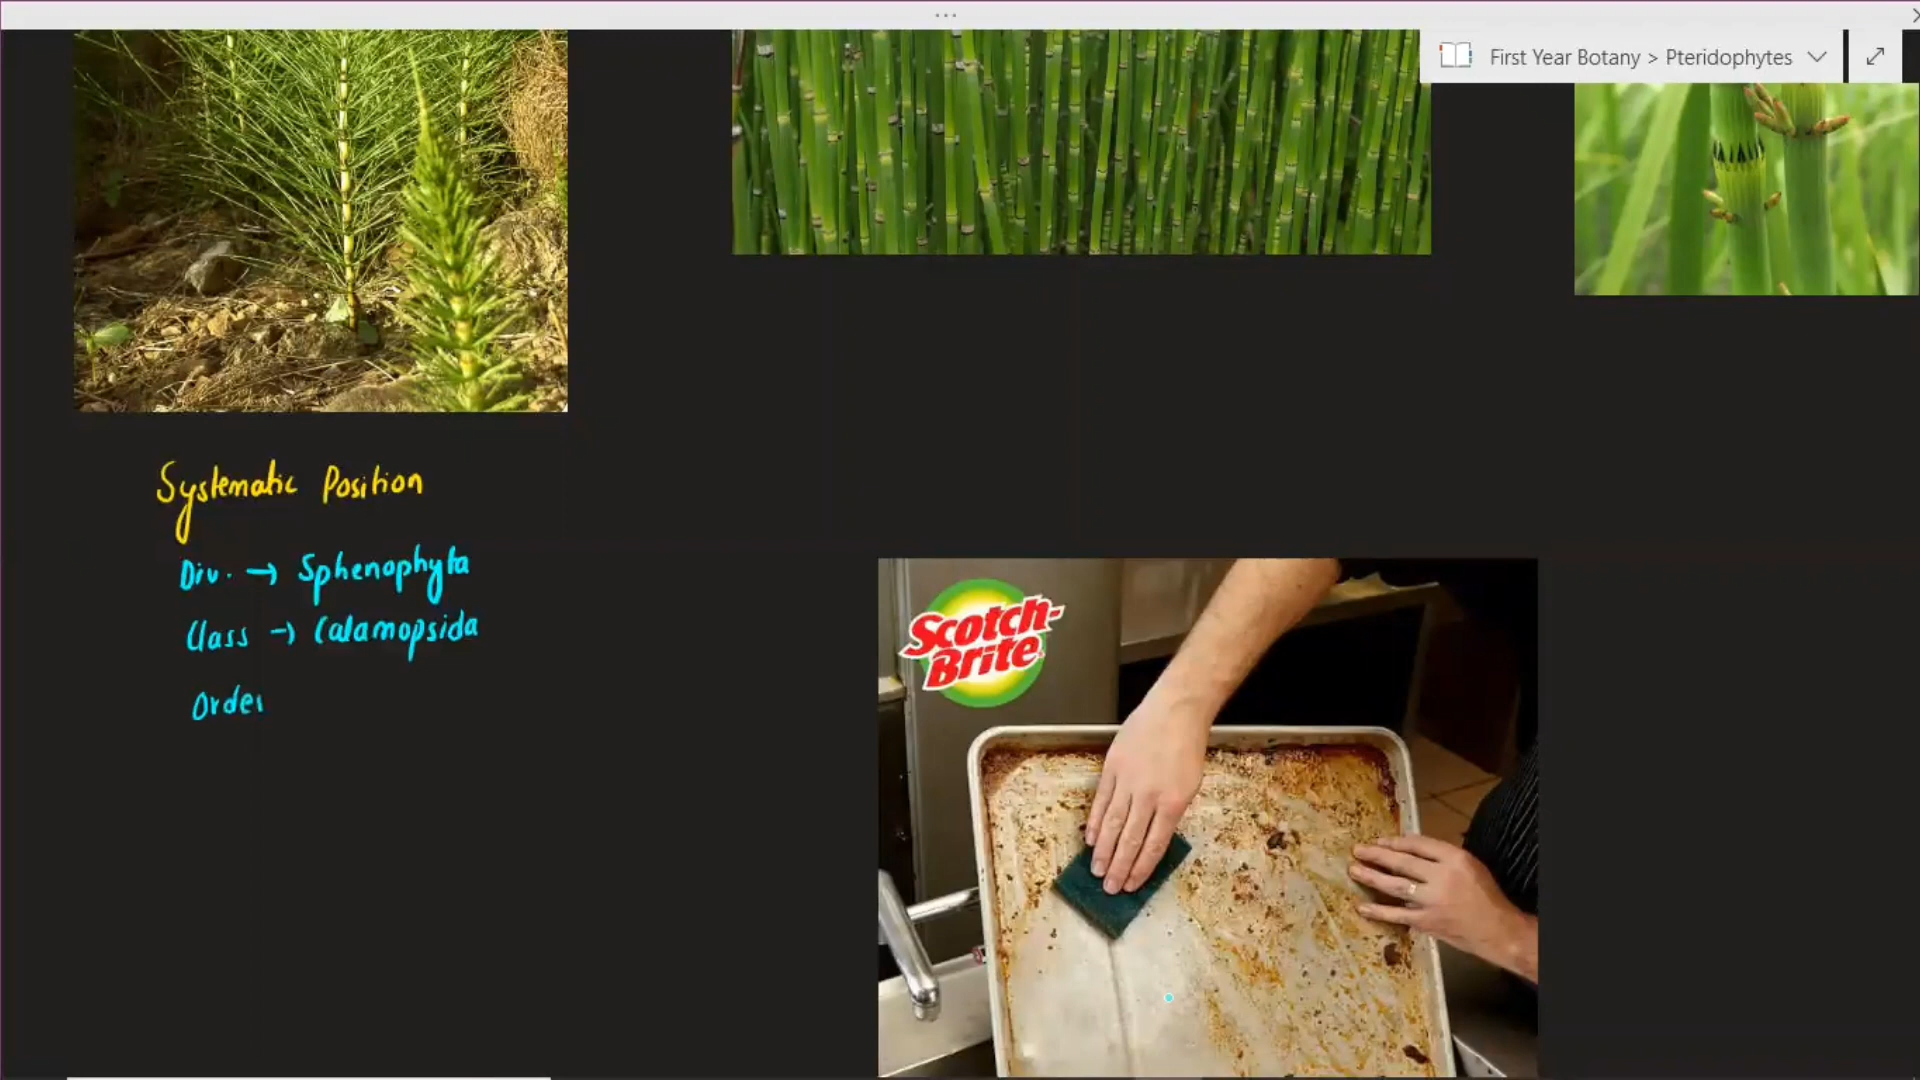 ...
First Year Botany > Pteridophytes
Systematic Position
Div. → Sphenophyta
Class → Calamopsida
Order
Scotch-
Brite